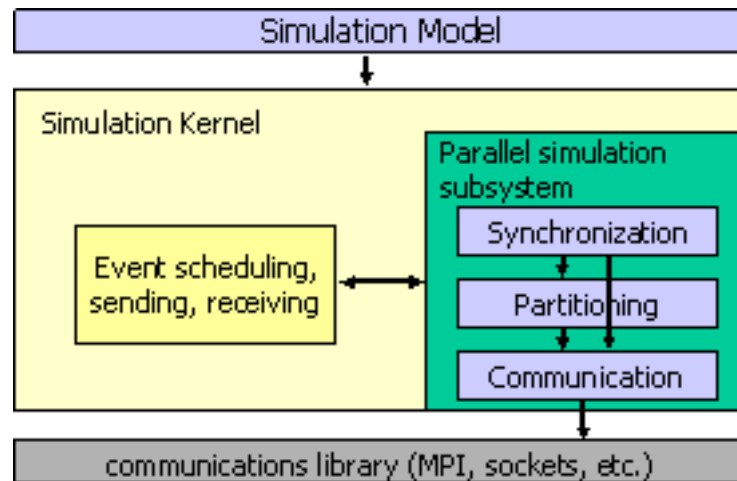 Simulation Model
Simulation Kernel
Parallel simulation
subsystem
Synchronization
Event scheduling,
sending, receiving
Partitioning
Communication
communications library (MPI, sockets, etc.)